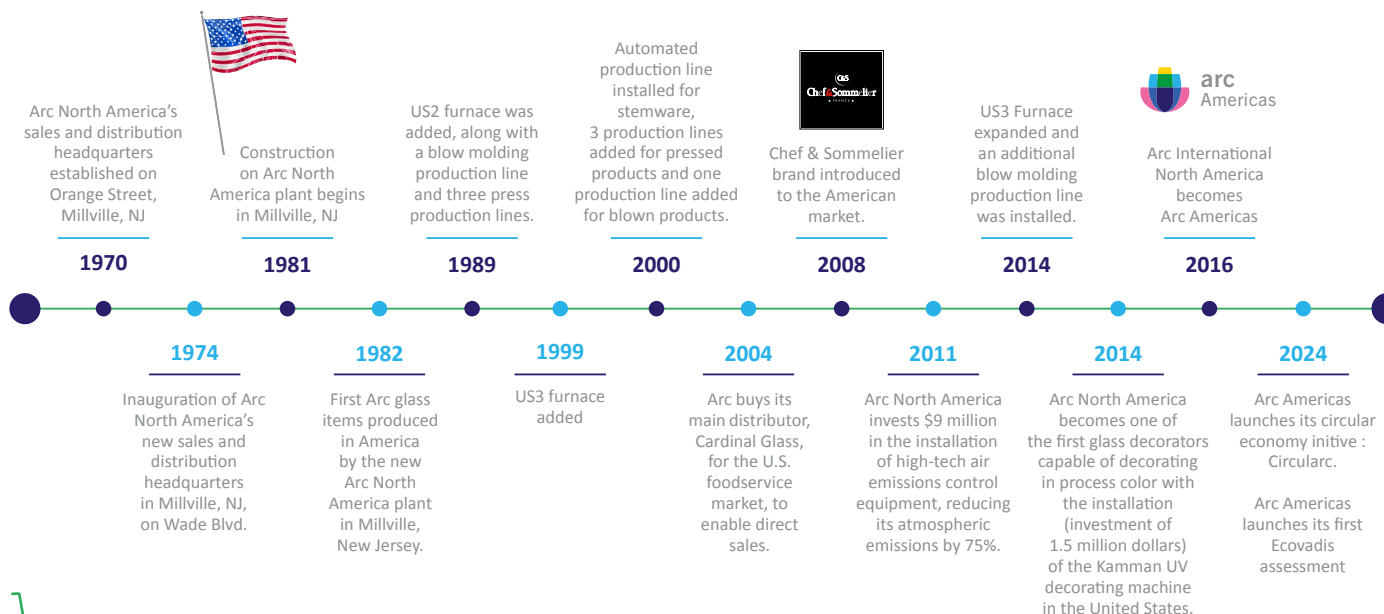 Arc North America's
sales and distribution
headquarters
established on
Orange Street,
Millville, NJ
1970
Construction
on Arc North
America plant begins
in Millville, NJ
1981
US2 furnace was
added, along with
a blow molding
production line
and three press
production lines.
1989
Automated
production line
installed for
stemware,
3 production lines
added for pressed
products and one
production line added
for blown products.
2000
C&S
Chef&Sommelier
FRANCE
Chef & Sommelier
brand introduced
to the American
market.
2008
US3 Furnace
expanded and
an additional
blow molding
production line
was installed.
2014
arc
Americas
Arc International
North America
becomes
Arc Americas
2016
1974
Inauguration of Arc
North America's
new sales and
distribution
headquarters
in Millville, NJ,
on Wade Blvd.
1982
First Arc glass
items produced
in America
by the new
Arc North
America plant
in Millville,
New Jersey.
1999
US3 furnace
added
2004
Arc buys its
main distributor,
Cardinal Glass,
for the U.S.
foodservice
market, to
enable direct
sales.
2011
Arc North America
invests $9 million
in the installation
of high-tech air
emissions control
equipment, reducing
its atmospheric
emissions by 75%.
2014
Arc North America
becomes one of
the first glass decorators
capable of decorating
in process color with
the installation
(investment of
1.5 million dollars)
of the Kamman UV
decorating machine
in the United States.
2024
Arc Americas
launches its circular
economy initive :
Circularc.
Arc Americas
launches its first
Ecovadis
assessment